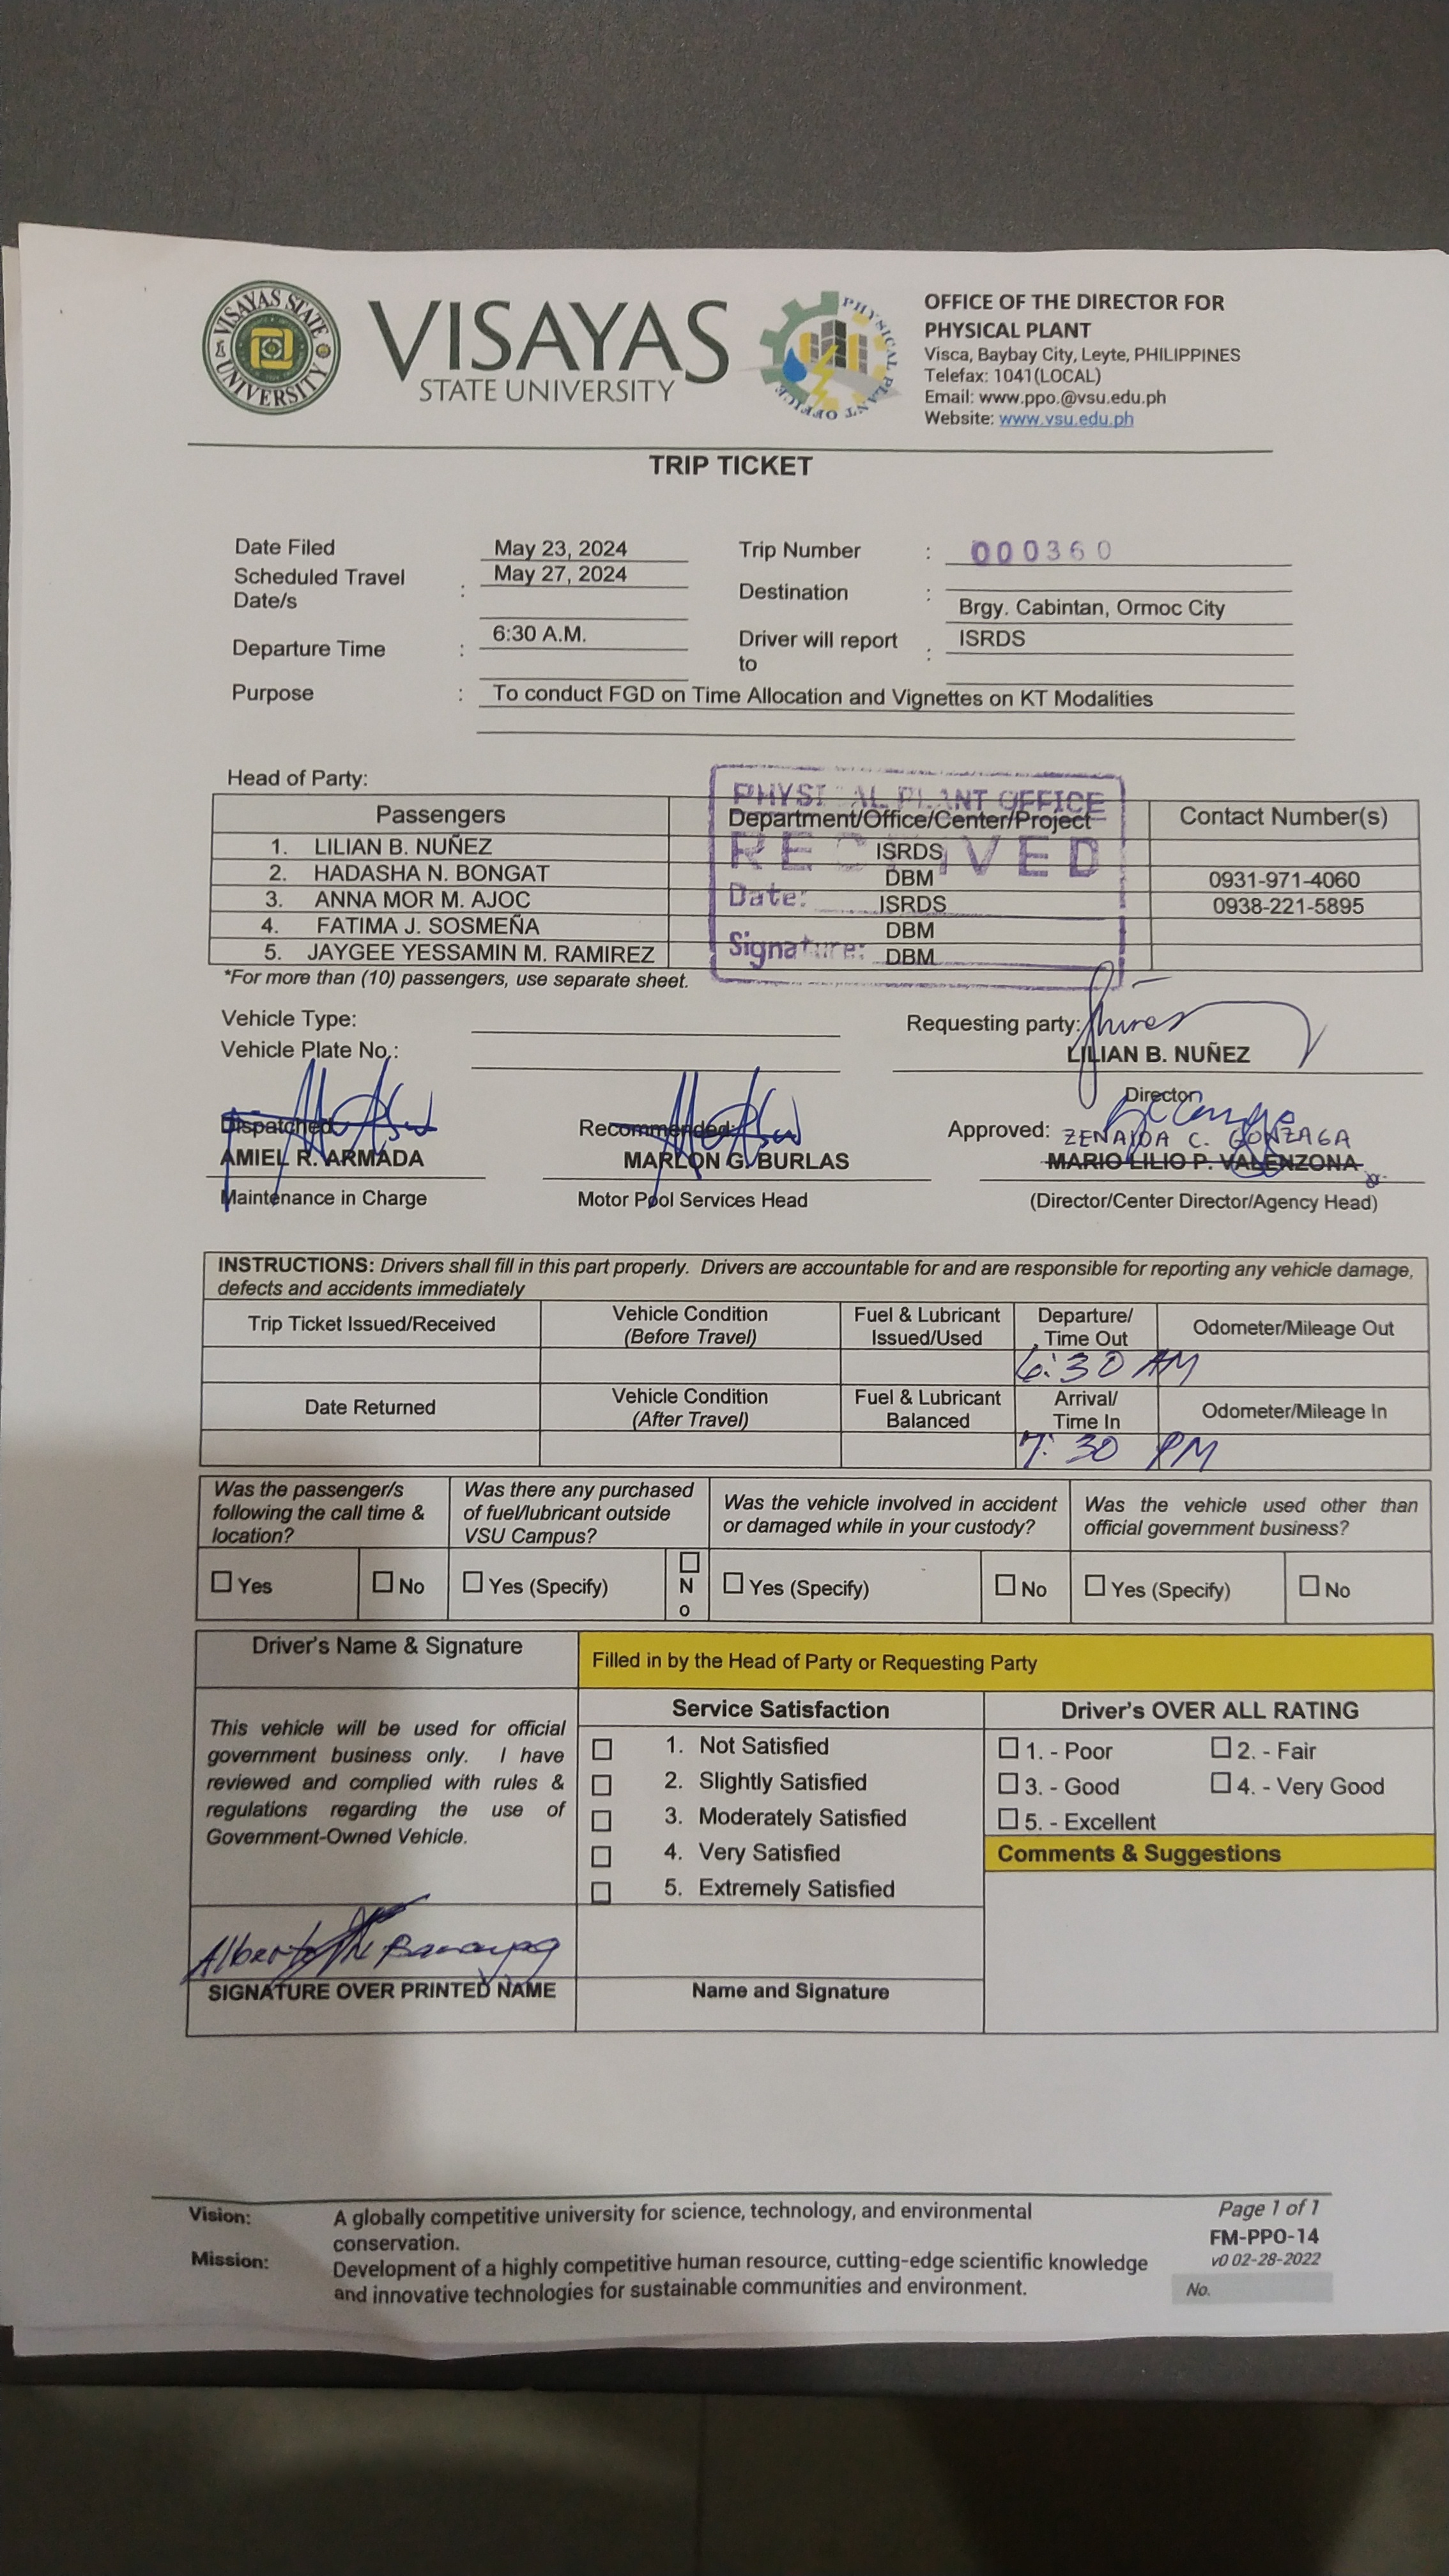 VISAYAS STATE UNIVERSITY
VISAYAS
STATE UNIVERSITY
PHYSICAL PLANT OFFICE
OFFICE OF THE DIRECTOR FOR
PHYSICAL PLANT
Visca, Baybay City, Leyte, PHILIPPINES
Telefax: 1041(LOCAL)
Email: www.ppo.@vsu.edu.ph
Website: www.vsu.edu.ph
TRIP TICKET
Date Filed May 23, 2024 Trip Number : 000360
Scheduled Travel Date/s : May 27, 2024 Destination : Brgy. Cabintan, Ormoc City
Departure Time : 6:30 A.M. Driver will report to : ISRDS
Purpose : To conduct FGD on Time Allocation and Vignettes on KT Modalities
Head of Party:
PHYSICAL PLANT OFFICE
RECEIVED
Date:
Signature:
Passengers Department/Office/Center/Project Contact Number(s)
1. LILIAN B. NUÑEZ ISRDS
2. HADASHA N. BONGAT DBM 0931-971-4060
3. ANNA MOR M. AJOC ISRDS 0938-221-5895
4. FATIMA J. SOSMEÑA DBM
5. JAYGEE YESSAMIN M. RAMIREZ DBM
*For more than (10) passengers, use separate sheet.
Vehicle Type: Requesting party:
Vehicle Plate No.: LILIAN B. NUÑEZ
Director
Dispatched: Recommended: Approved: ZENAIDA C. GONZAGA
AMIEL R. ARMADA MARLON G. BURLAS MARIO LILIO P. VALENZONA
Maintenance in Charge Motor Pool Services Head (Director/Center Director/Agency Head)
INSTRUCTIONS: Drivers shall fill in this part properly. Drivers are accountable for and are responsible for reporting any vehicle damage,
defects and accidents immediately
Trip Ticket Issued/Received Vehicle Condition (Before Travel) Fuel & Lubricant Issued/Used Departure/ Time Out Odometer/Mileage Out
6:30 AM
Date Returned Vehicle Condition (After Travel) Fuel & Lubricant Balanced Arrival/ Time In Odometer/Mileage In
7:30 PM
Was the passenger/s following the call time & location? Was there any purchased of fuel/lubricant outside VSU Campus? Was the vehicle involved in accident or damaged while in your custody? Was the vehicle used other than official government business?
Yes No Yes (Specify) No Yes (Specify) No Yes (Specify) No
Driver's Name & Signature Filled in by the Head of Party or Requesting Party
Service Satisfaction Driver's OVER ALL RATING
This vehicle will be used for official
government business only. I have
reviewed and complied with rules &
regulations regarding the use of
Government-Owned Vehicle.
1. Not Satisfied
2. Slightly Satisfied
3. Moderately Satisfied
4. Very Satisfied
5. Extremely Satisfied
1. - Poor 2. - Fair
3. - Good 4. - Very Good
5. - Excellent
Comments & Suggestions
Alberto
SIGNATURE OVER PRINTED NAME Name and Signature
Vision: A globally competitive university for science, technology, and environmental
conservation.
Mission: Development of a highly competitive human resource, cutting-edge scientific knowledge
and innovative technologies for sustainable communities and environment.
Page 1 of 1
FM-PPO-14
v0 02-28-2022
No.